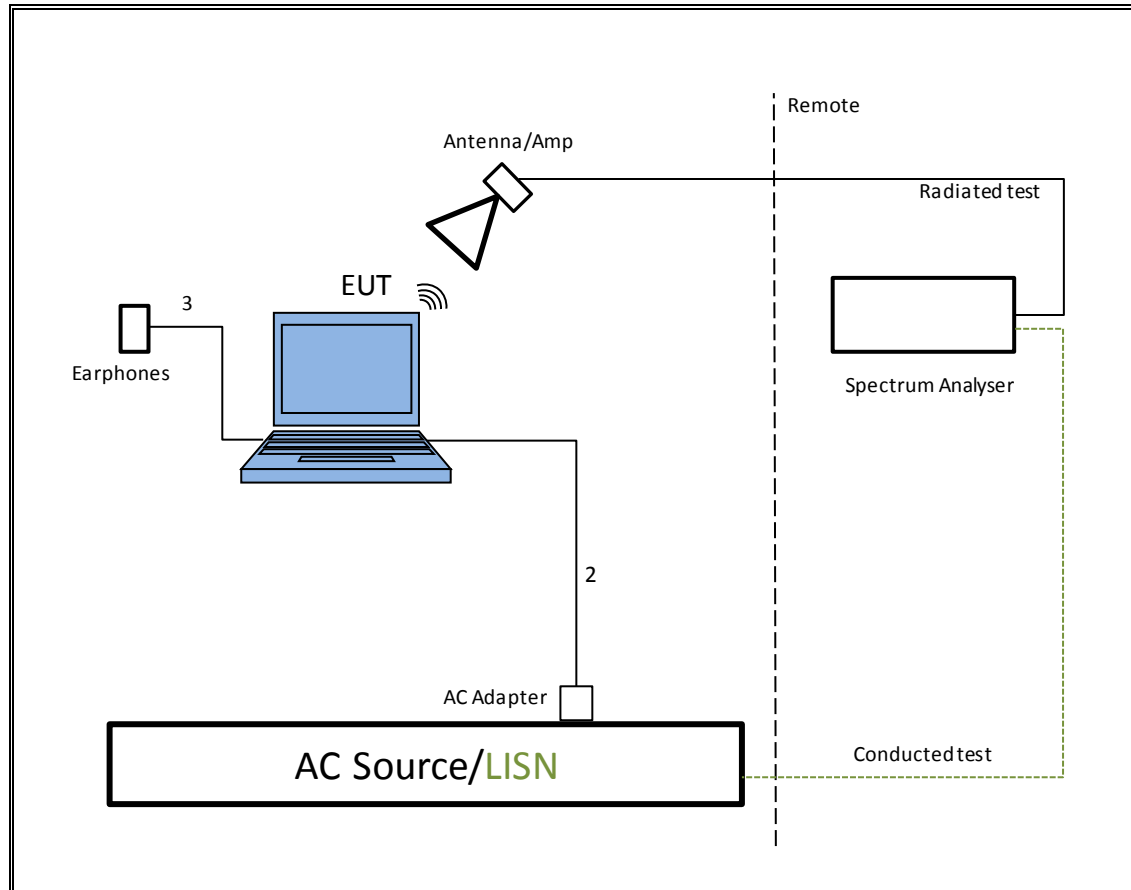 Remote
Antenna/Amp
Radiated test
EUT
3
Earphones
Spectrum Analyser
2
AC Adapter
AC Source/LISN
Conducted test